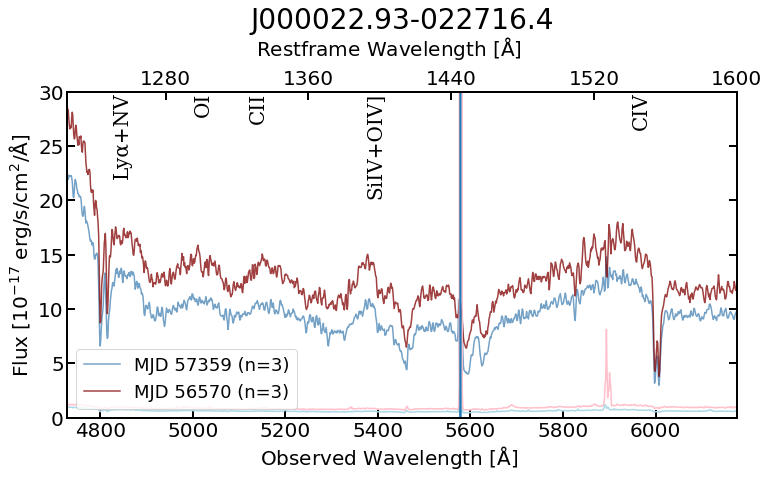 J000022.93-022716.4
Restframe Wavelength [Å]
1280 1360 1440 1520 1600
30
25
20
15
10
5
0
Flux [10⁻¹⁷ erg/s/cm²/Å]
Lyα+NV
OI
CII
SiIV+OIV]
CIV
MJD 57359 (n=3)
MJD 56570 (n=3)
4800 5000 5200 5400 5600 5800 6000
Observed Wavelength [Å]